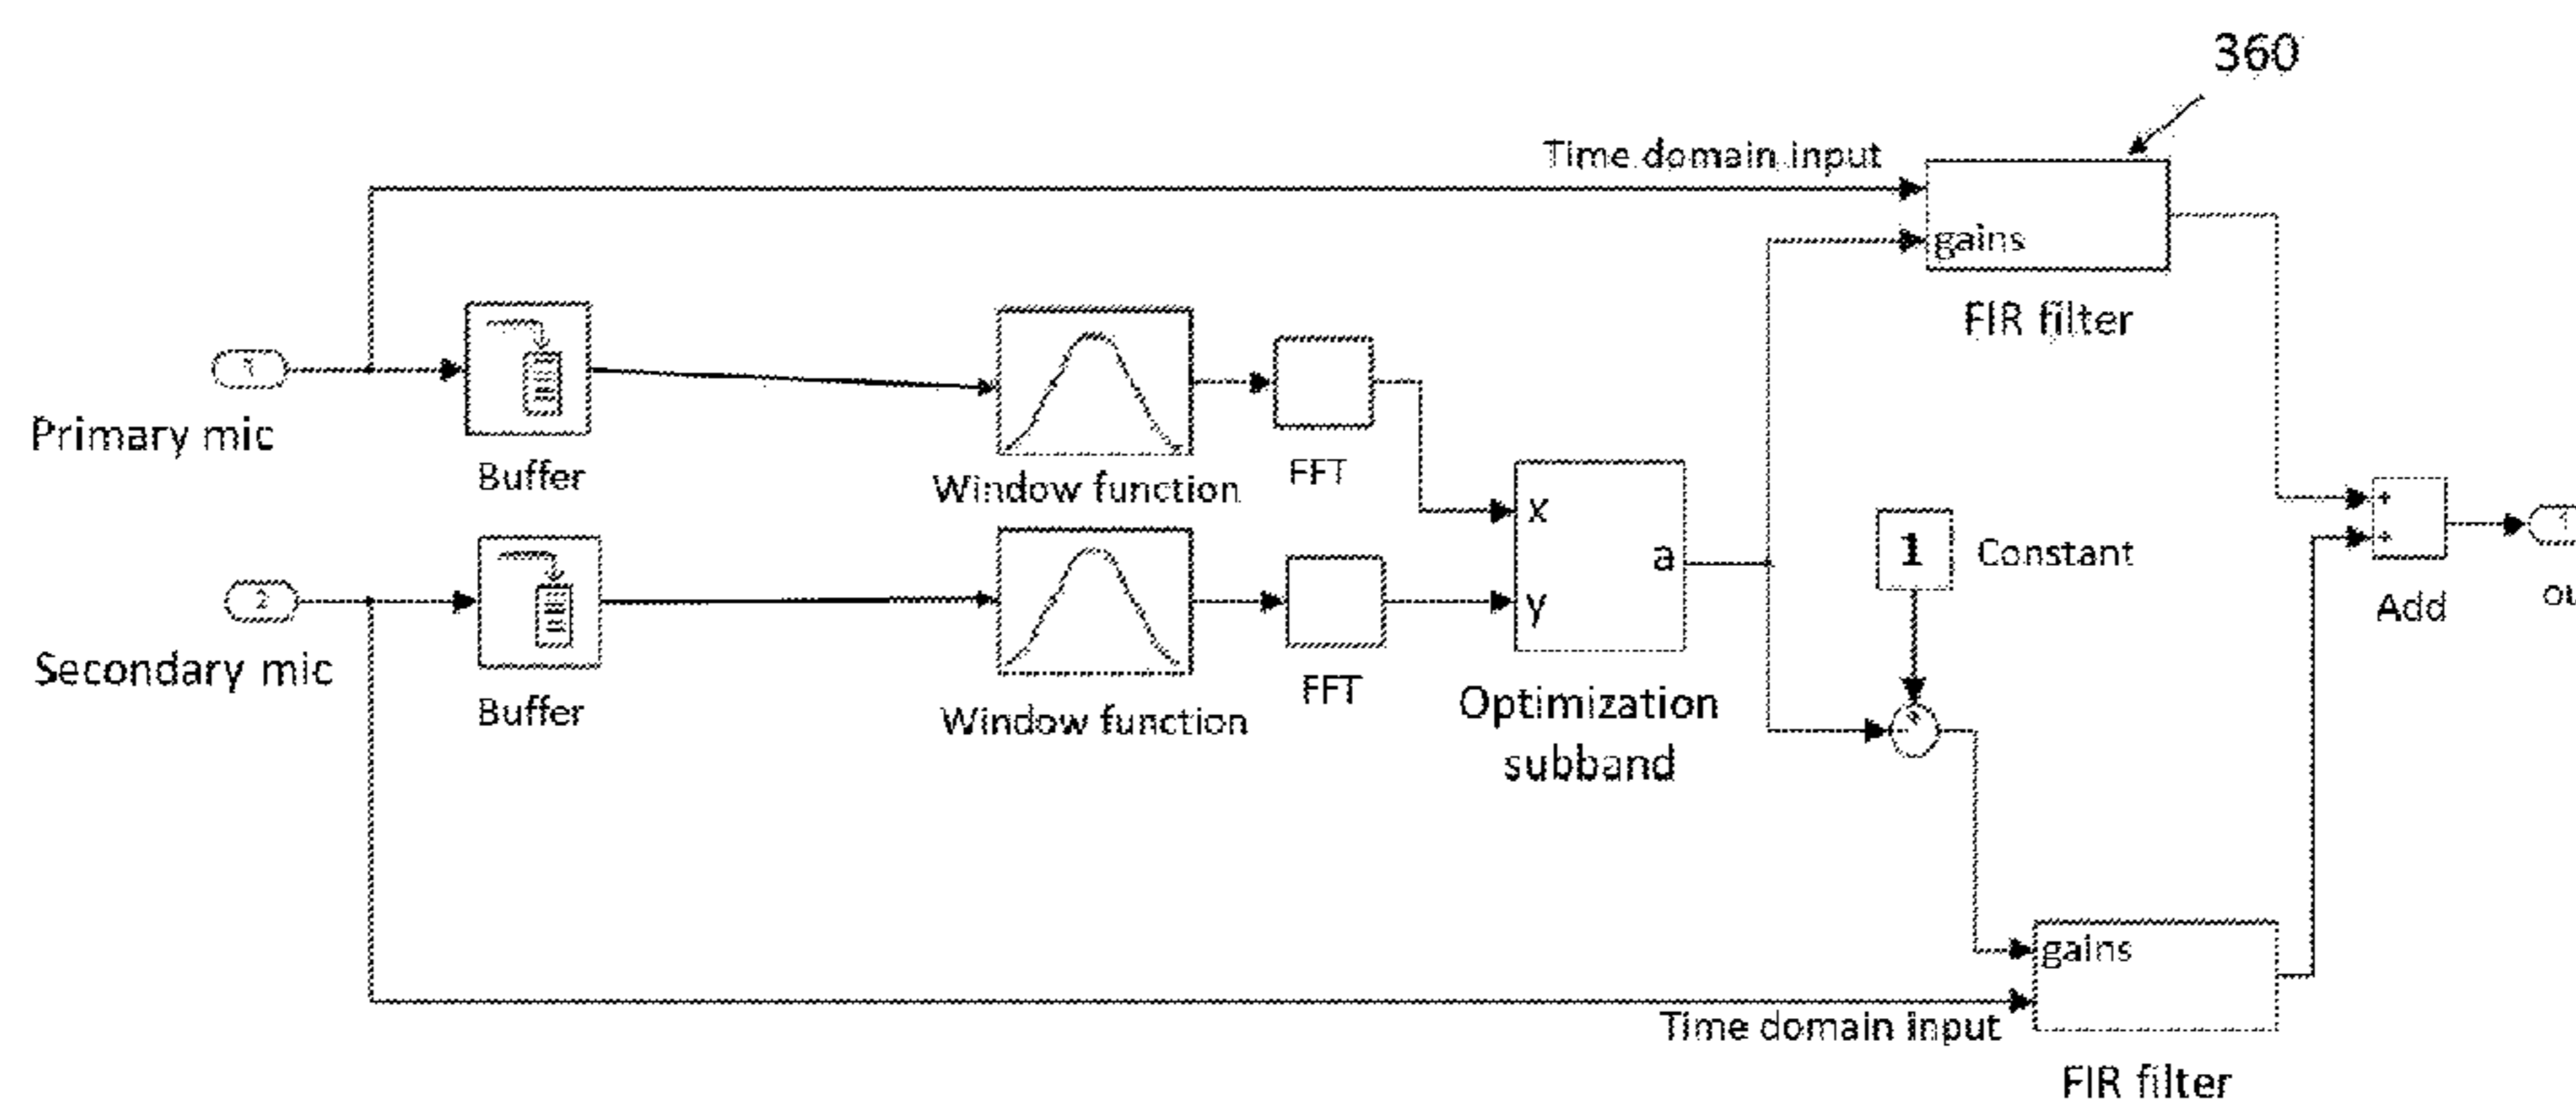 360
Time domain input
gains
FIR filter
Primary mic
Buffer
Window function
FFT
x
a
y
1
Constant
+
+
Add
2
Secondary mic
Buffer
Window function
FFT
Optimization
subband
gains
Time domain input
FIR filter